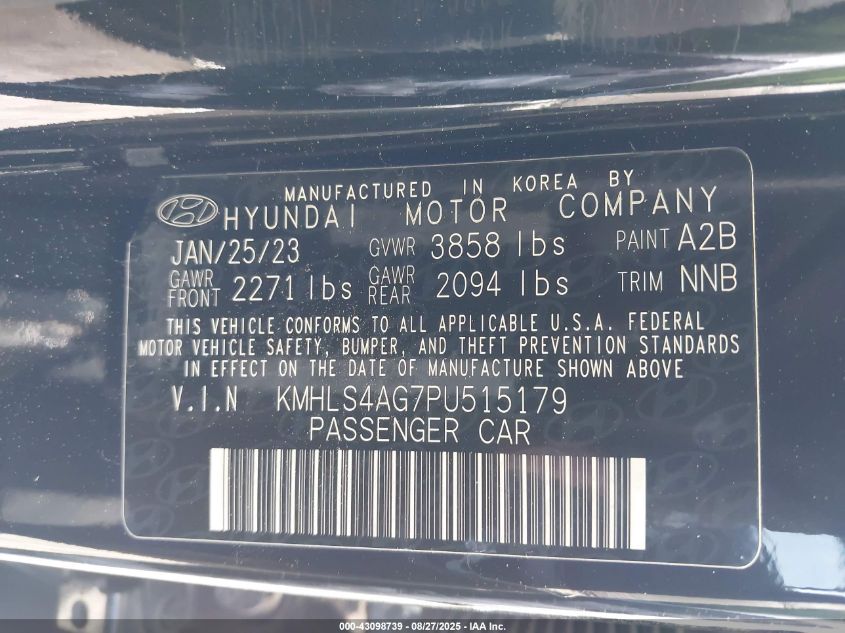 MANUFACTURED IN KOREA BY
HYUNDAI MOTOR COMPANY
JAN/25/23 GVWR 3858 lbs PAINT A2B
GAWR FRONT 2271 lbs GAWR REAR 2094 lbs TRIM NNB
THIS VEHICLE CONFORMS TO ALL APPLICABLE U.S.A. FEDERAL
MOTOR VEHICLE SAFETY, BUMPER, AND THEFT PREVENTION STANDARDS
IN EFFECT ON THE DATE OF MANUFACTURE SHOWN ABOVE
V.I.N KMHLS4AG7PU515179
PASSENGER CAR
000-43098739 - 08/27/2025 - IAA Inc.